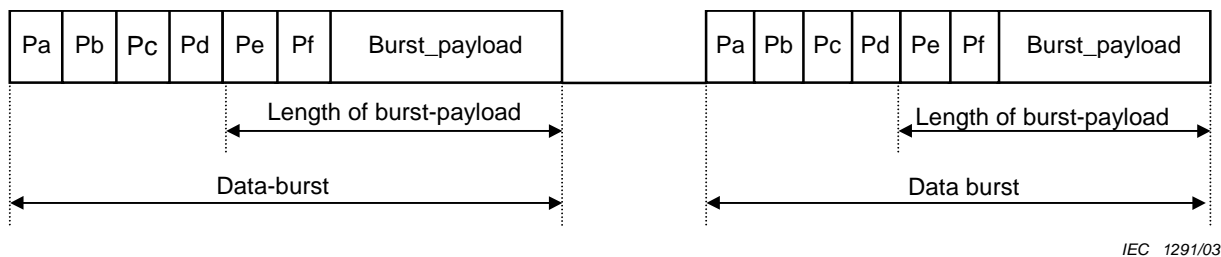 Pa Pb Pc Pd Pe Pf Burst_payload Pa Pb Pc Pd Pe Pf Burst_payload
Length of burst-payload Length of burst-payload
Data-burst Data burst
IEC 1291/03